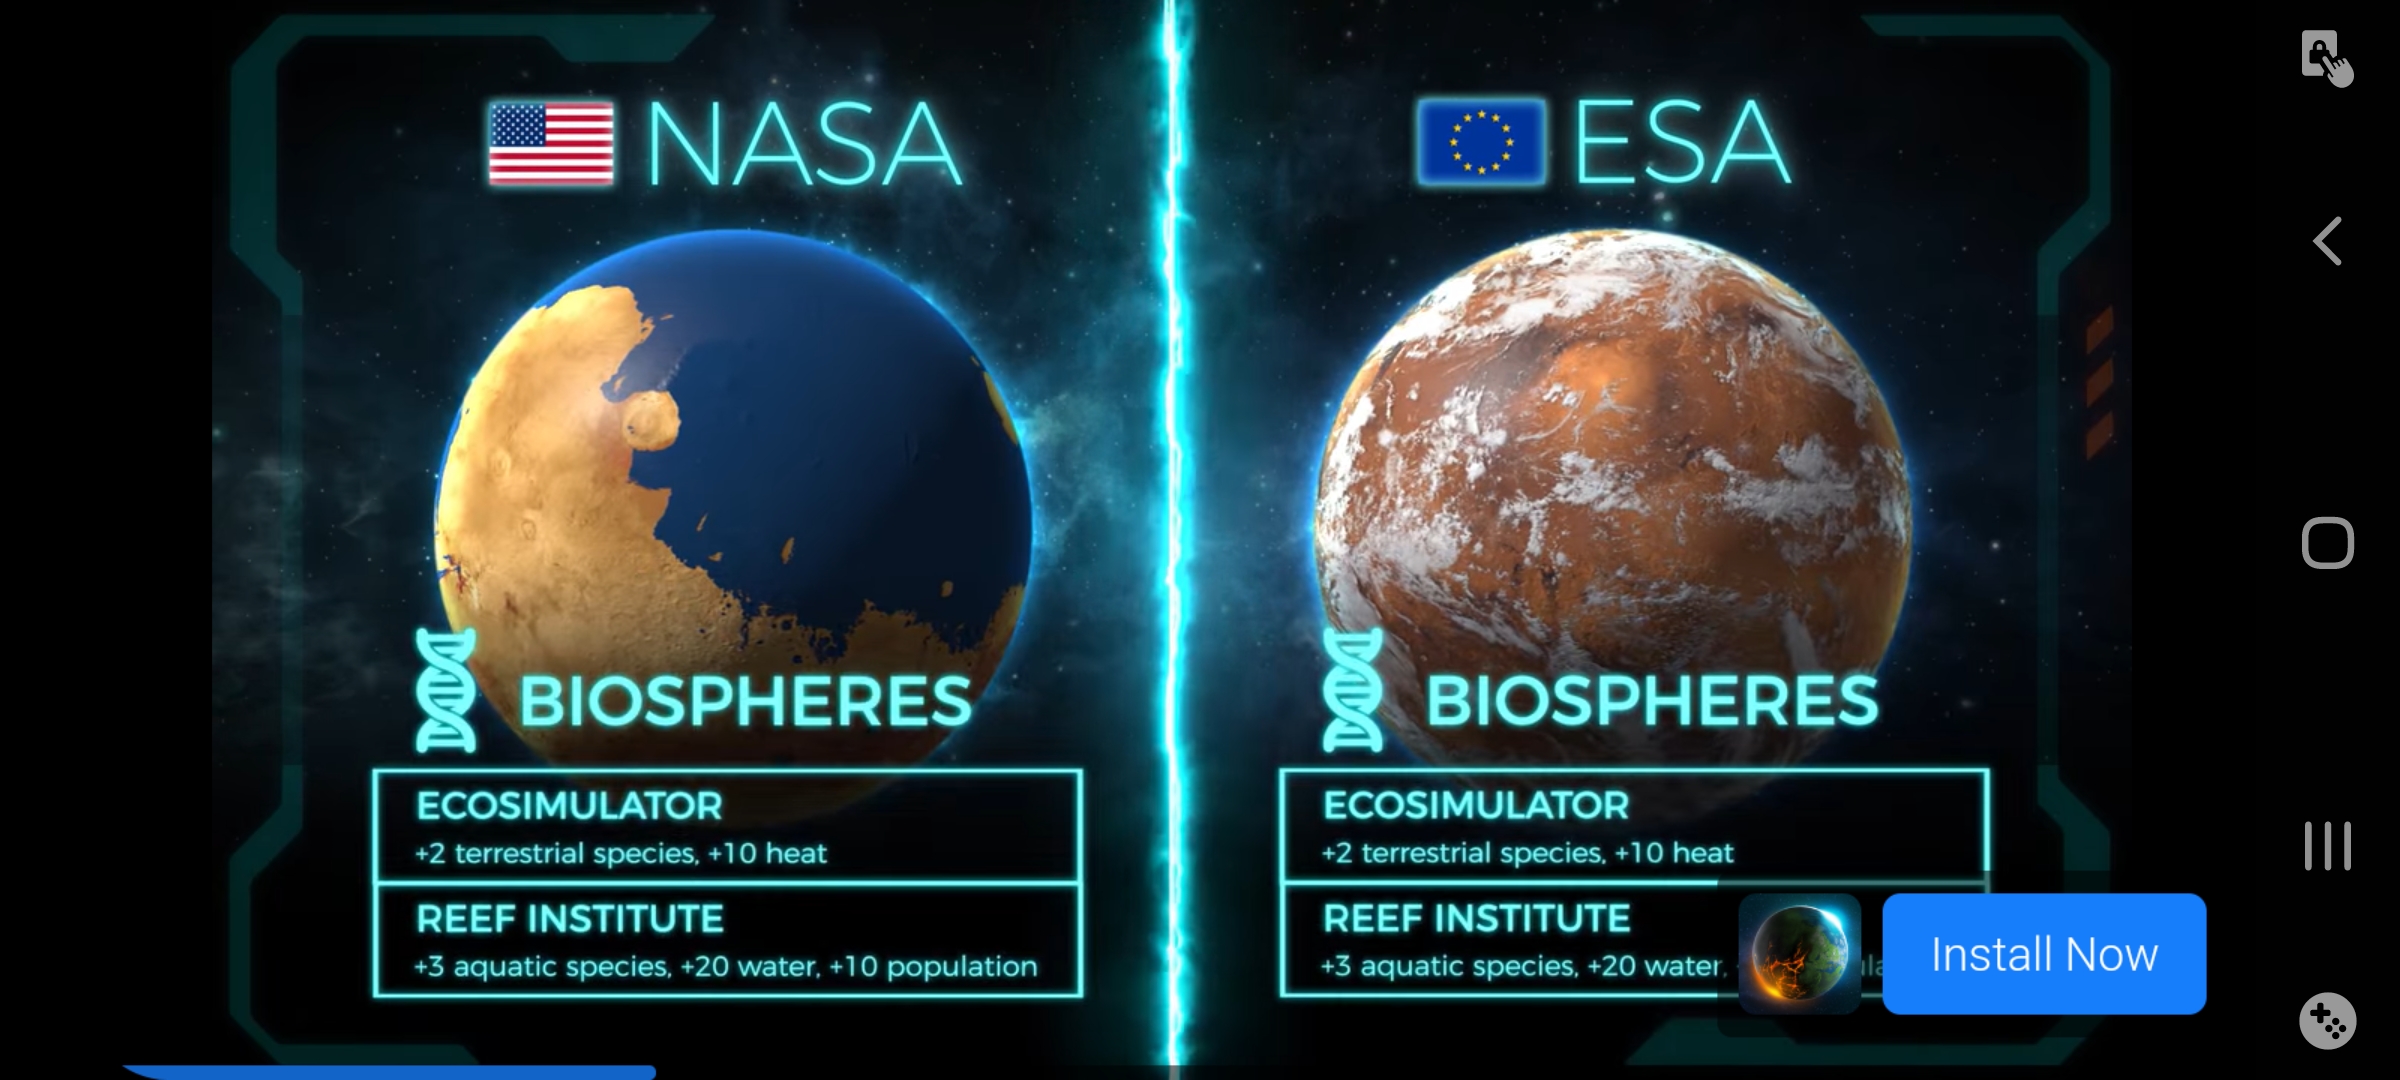 NASA
BIOSPHERES
ECOSIMULATOR
+2 terrestrial species, +10 heat
REEF INSTITUTE
+3 aquatic species, +20 water, +10 population
ESA
BIOSPHERES
ECOSIMULATOR
+2 terrestrial species, +10 heat
REEF INSTITUTE
+3 aquatic species, +20 water,
Install Now